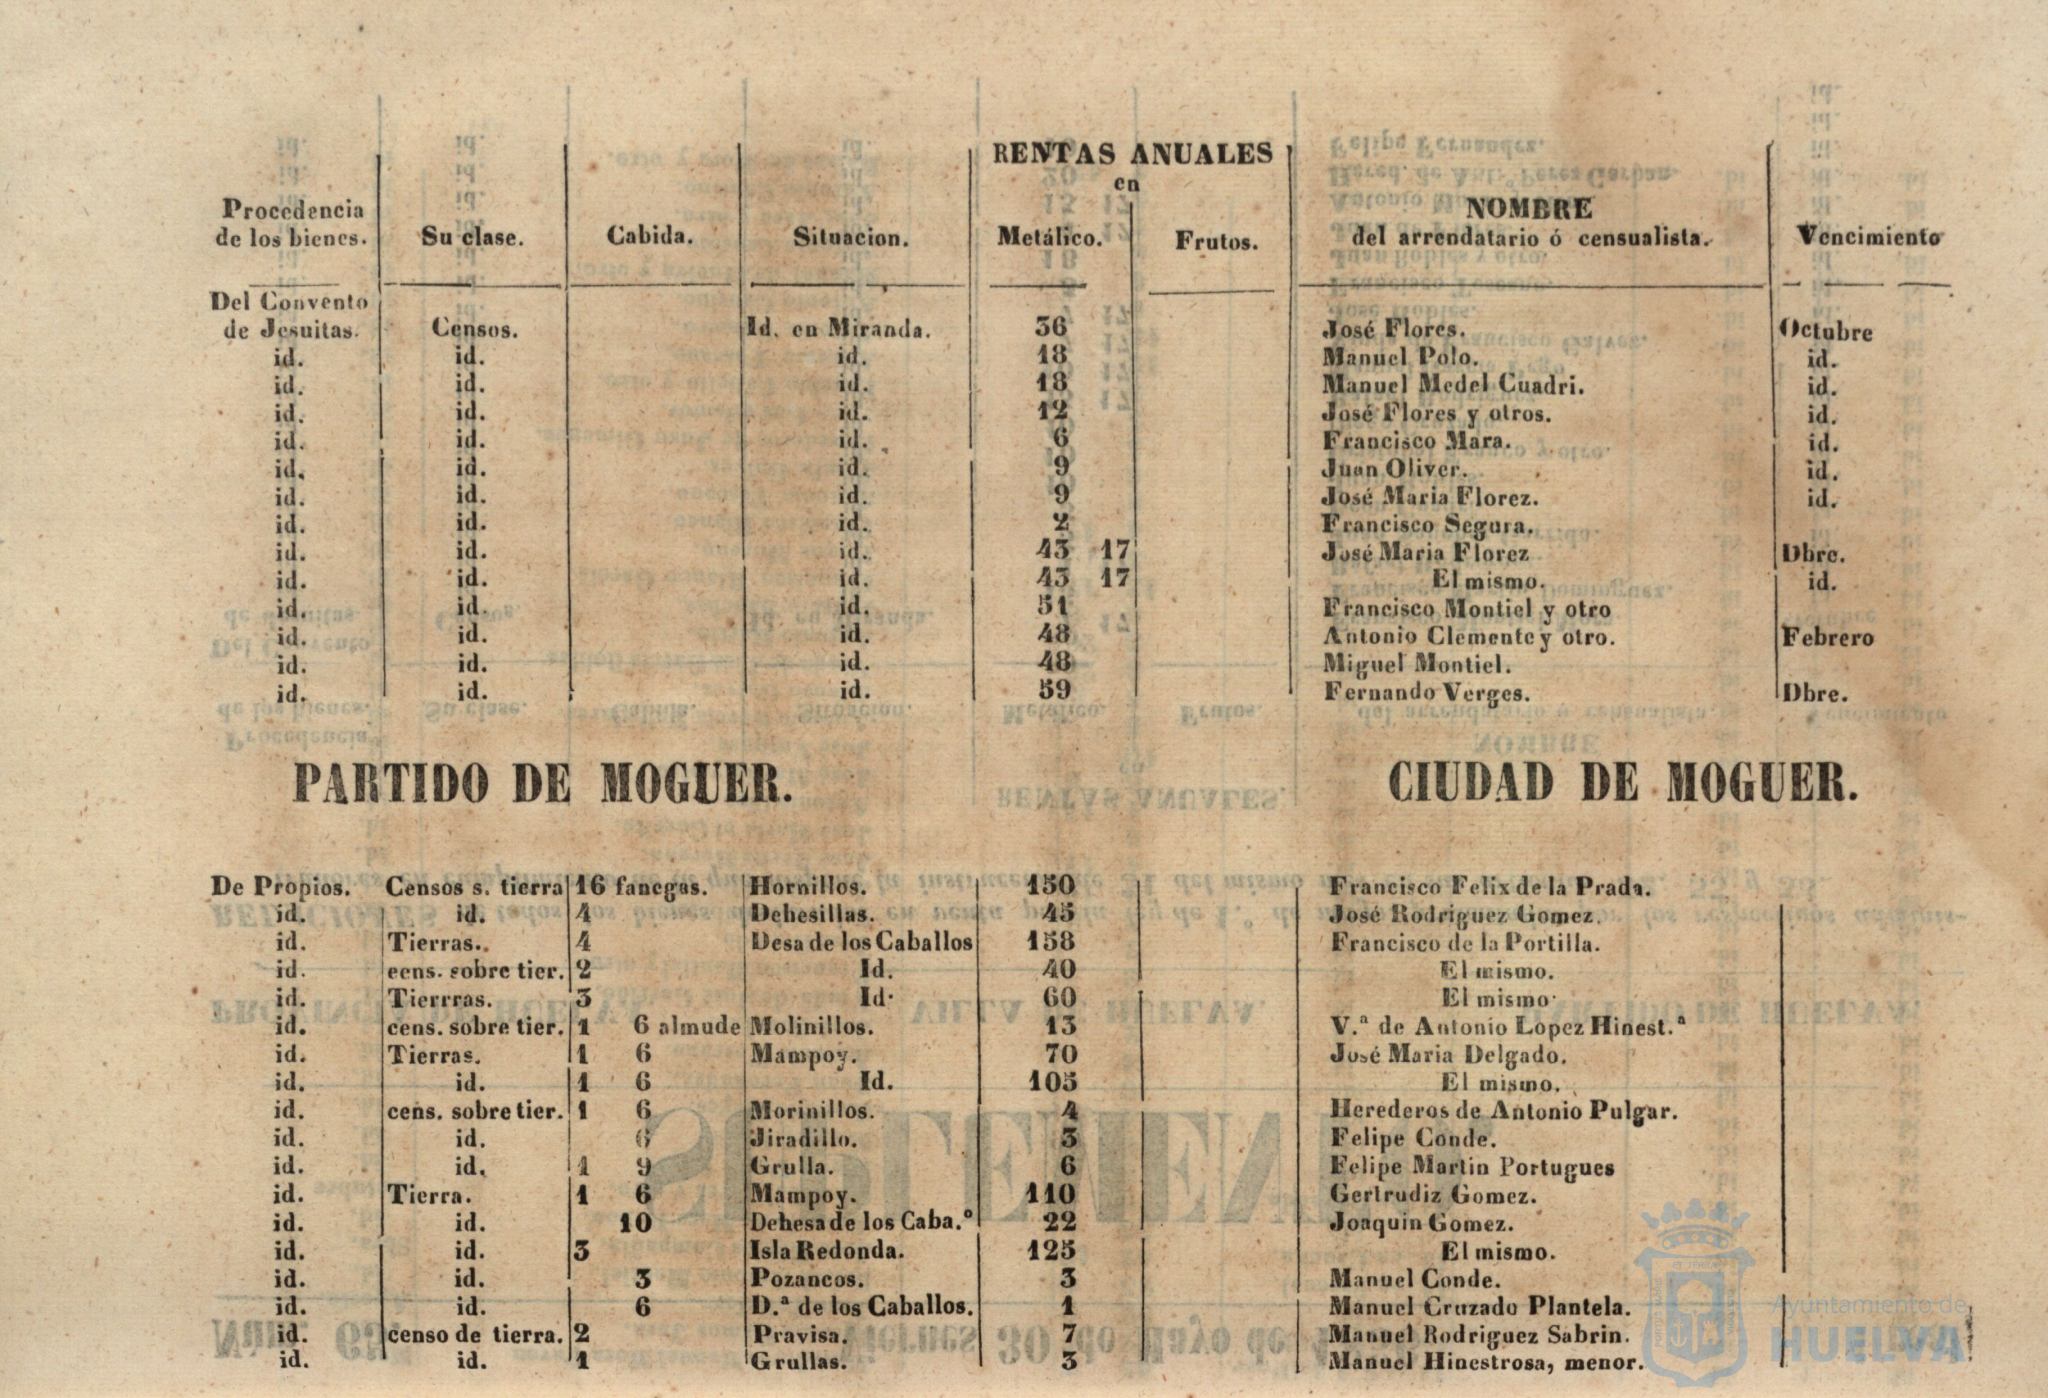 RENTAS ANUALES
en
Procedencia de los bienes. Su clase. Cabida. Situacion. Metálico. Frutos. NOMBRE del arrendatario ó censualista. Vencimiento
Del Convento
de Jesuitas. Censos. Id. en Miranda. 36 José Flores. Octubre
id. id. id. 18 Manuel Polo. id.
id. id. id. 18 Manuel Medel Cuadri. id.
id. id. id. 12 José Flores y otros. id.
id. id. id. 6 Francisco Mara. id.
id. id. id. 9 Juan Oliver. id.
id. id. id. 9 José Maria Florez. id.
id. id. id. 2 Francisco Segura.
id. id. id. 43 17 José Maria Florez Dbre.
id. id. id. 43 17 El mismo. id.
id. id. id. 51 Francisco Montiel y otro
id. id. id. 48 Antonio Clemente y otro. Febrero
id. id. id. 48 Miguel Montiel.
id. id. id. 59 Fernando Verges. Dbre.
PARTIDO DE MOGUER. CIUDAD DE MOGUER.
De Propios. Censos s. tierra 16 fanegas. Hornillos. 150 Francisco Felix de la Prada.
id. id. 4 Dehesillas. 45 José Rodriguez Gomez.
id. Tierras. 4 Desa de los Caballos 158 Francisco de la Portilla.
id. cens. sobre tier. 2 Id. 40 El mismo.
id. Tierrras. 3 Id. 60 El mismo.
id. cens. sobre tier. 1 6 almude Molinillos. 13 V.ª de Antonio Lopez Hinest.ª
id. Tierras. 1 6 Mampoy. 70 José Maria Delgado.
id. id. 1 6 Id. 105 El mismo.
id. cens. sobre tier. 1 6 Morinillos. 4 Herederos de Antonio Pulgar.
id. id. 6 Jiradillo. 3 Felipe Conde.
id. id. 1 9 Grulla. 6 Felipe Martin Portugues
id. Tierra. 1 6 Mampoy. 110 Gertrudiz Gomez.
id. id. 10 Dehesa de los Caba.º 22 Joaquin Gomez.
id. id. 3 Isla Redonda. 125 El mismo.
id. id. 3 Pozancos. 3 Manuel Conde.
id. id. 6 D.ª de los Caballos. 1 Manuel Cruzado Plantela.
id. censo de tierra. 2 Pravisa. 7 Manuel Rodriguez Sabrin.
id. id. 1 Grullas. 3 Manuel Hinestrosa, menor.
Ayuntamiento de
HUELVA